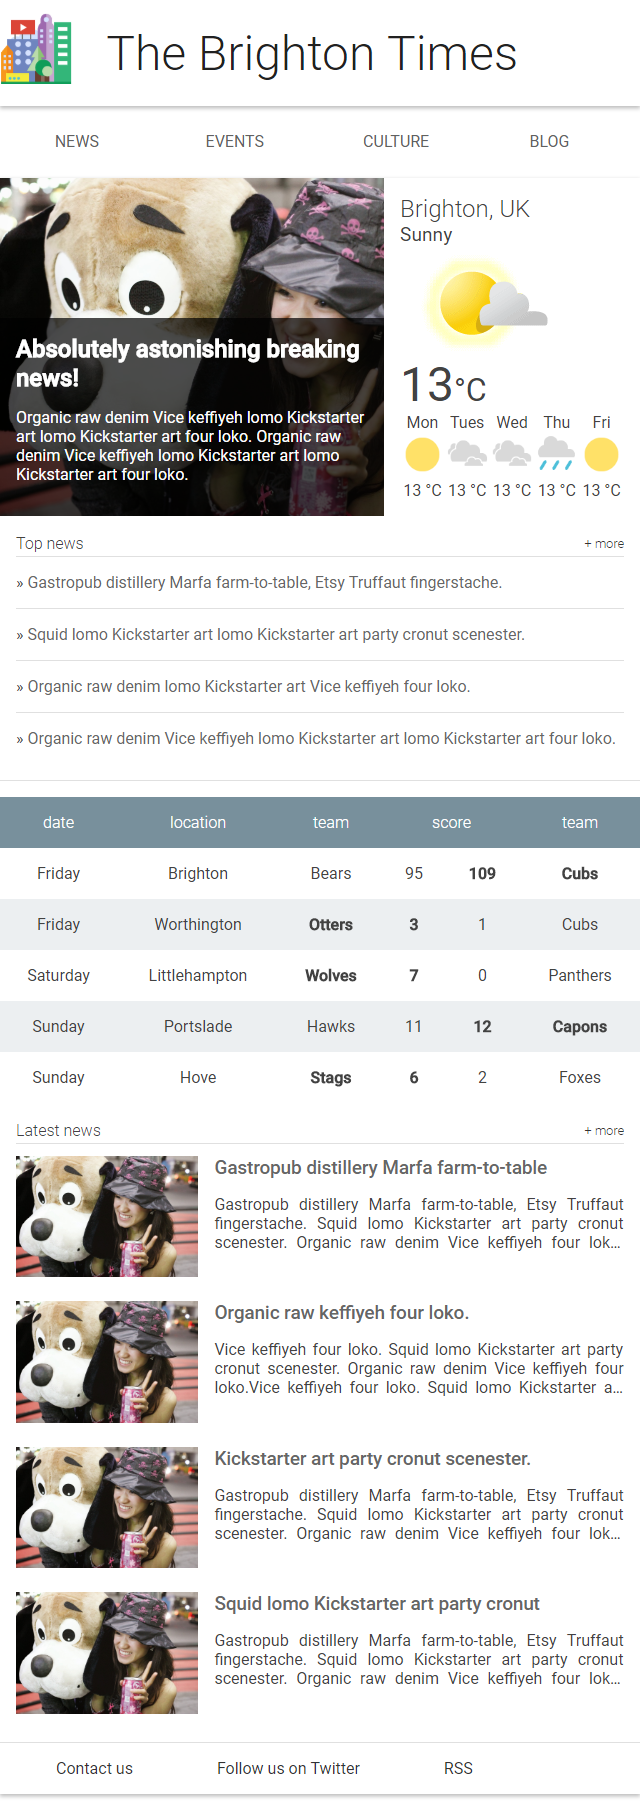 The Brighton Times
NEWS EVENTS CULTURE BLOG
Absolutely astonishing breaking
news!
Organic raw denim Vice keffiyeh lomo Kickstarter
art lomo Kickstarter art four loko. Organic raw
denim Vice keffiyeh lomo Kickstarter art lomo
Kickstarter art four loko.
Brighton, UK
Sunny
13°C
Mon Tues Wed Thu Fri
13 °C 13 °C 13 °C 13 °C 13 °C
Top news + more
» Gastropub distillery Marfa farm-to-table, Etsy Truffaut fingerstache.
» Squid lomo Kickstarter art lomo Kickstarter art party cronut scenester.
» Organic raw denim lomo Kickstarter art Vice keffiyeh four loko.
» Organic raw denim Vice keffiyeh lomo Kickstarter art lomo Kickstarter art four loko.
date location team score team
Friday Brighton Bears 95 109 Cubs
Friday Worthington Otters 3 1 Cubs
Saturday Littlehampton Wolves 7 0 Panthers
Sunday Portslade Hawks 11 12 Capons
Sunday Hove Stags 6 2 Foxes
Latest news + more
Gastropub distillery Marfa farm-to-table
Gastropub distillery Marfa farm-to-table, Etsy Truffaut
fingerstache. Squid lomo Kickstarter art party cronut
scenester. Organic raw denim Vice keffiyeh four lok…
Organic raw keffiyeh four loko.
Vice keffiyeh four loko. Squid lomo Kickstarter art party
cronut scenester. Organic raw denim Vice keffiyeh four
loko.Vice keffiyeh four loko. Squid lomo Kickstarter a…
Kickstarter art party cronut scenester.
Gastropub distillery Marfa farm-to-table, Etsy Truffaut
fingerstache. Squid lomo Kickstarter art party cronut
scenester. Organic raw denim Vice keffiyeh four lok…
Squid lomo Kickstarter art party cronut
Gastropub distillery Marfa farm-to-table, Etsy Truffaut
fingerstache. Squid lomo Kickstarter art party cronut
scenester. Organic raw denim Vice keffiyeh four lok…
Contact us Follow us on Twitter RSS